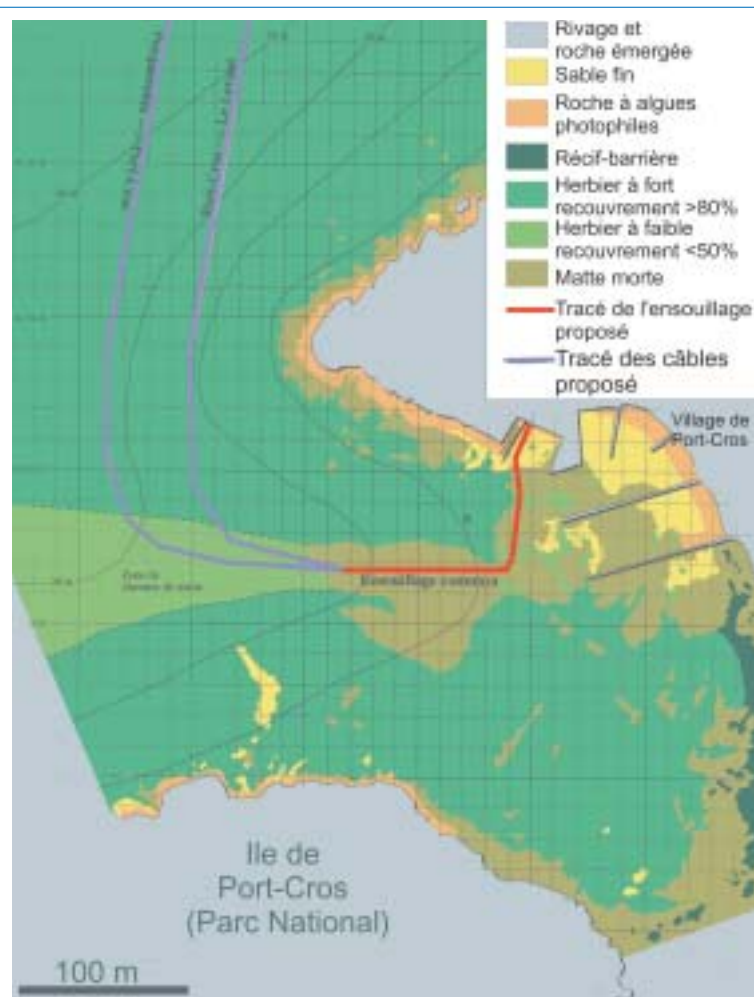 Rivage et
roche émergée
Sable fin
Roche à algues
photophiles
Récif-barrière
Herbier à fort
recouvrement >80%
Herbier à faible
recouvrement <50%
Matte morte
Tracé de l'ensouillage
proposé
Tracé des câbles
proposé
Village de
Port-Cros
Ensouillage commun
Ile de
Port-Cros
(Parc National)
100 m